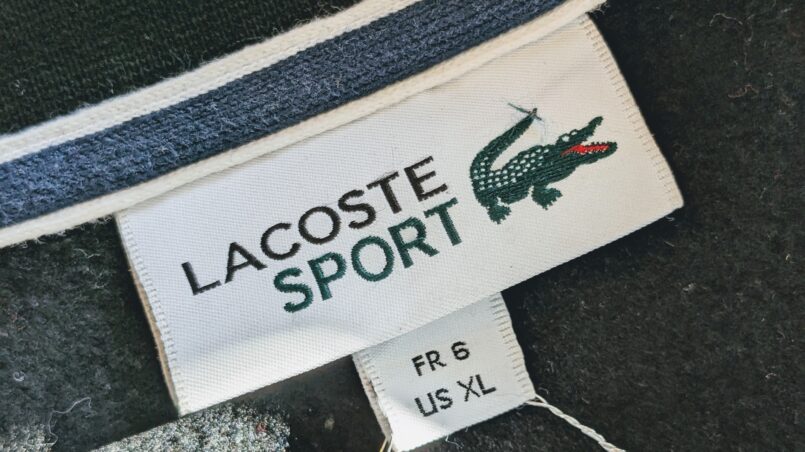 LACOSTE
SPORT
FR 6
US XL